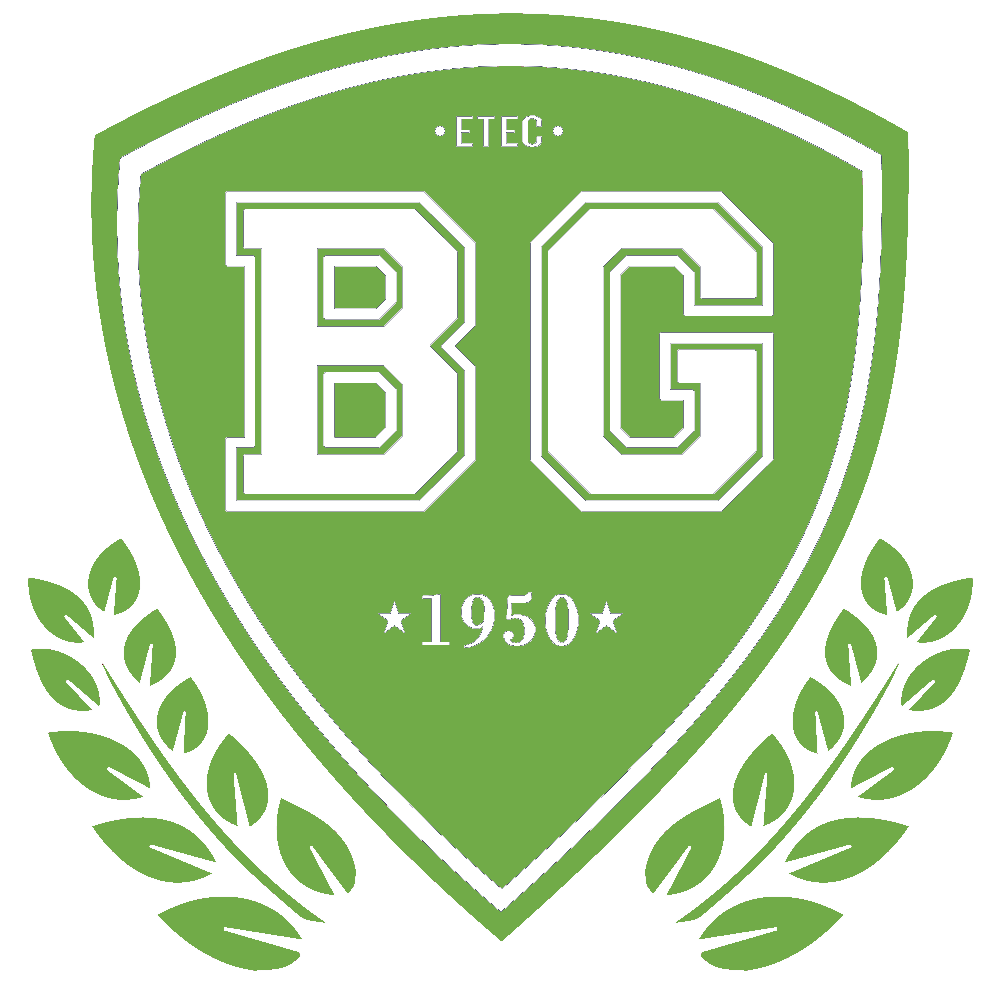 • ETEC •
BG
★ 1950 ★